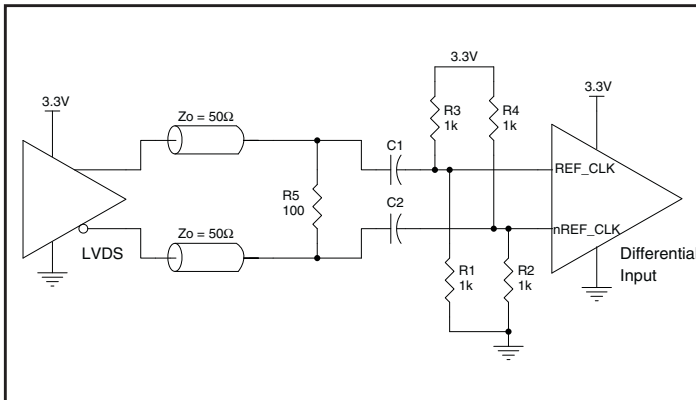 3.3V
3.3V
3.3V
Zo = 50Ω
R3
1k
R4
1k
C1
REF_CLK
R5
100
C2
nREF_CLK
Zo = 50Ω
LVDS
R1
1k
R2
1k
Differential
Input